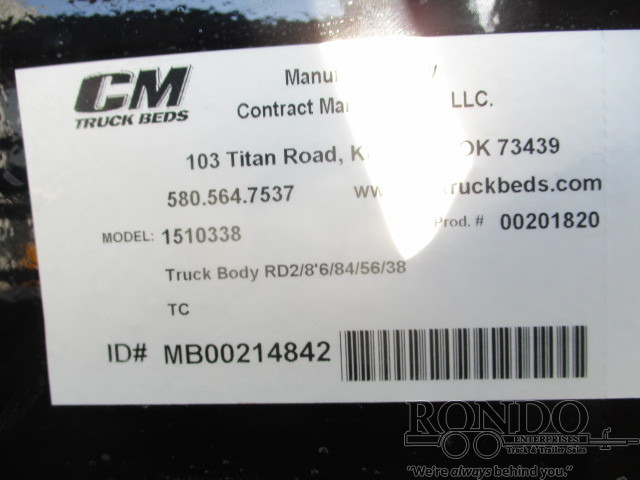 CM
TRUCK BEDS
Manu
Contract Ma LLC.
103 Titan Road, K OK 73439
580.564.7537 ww truckbeds.com
MODEL: 1510338 Prod. # 00201820
Truck Body RD2/8'6/84/56/38
TC
ID# MB00214842
RONDO
ENTERPRISES
Truck & Trailer Sales
"We're always behind you."